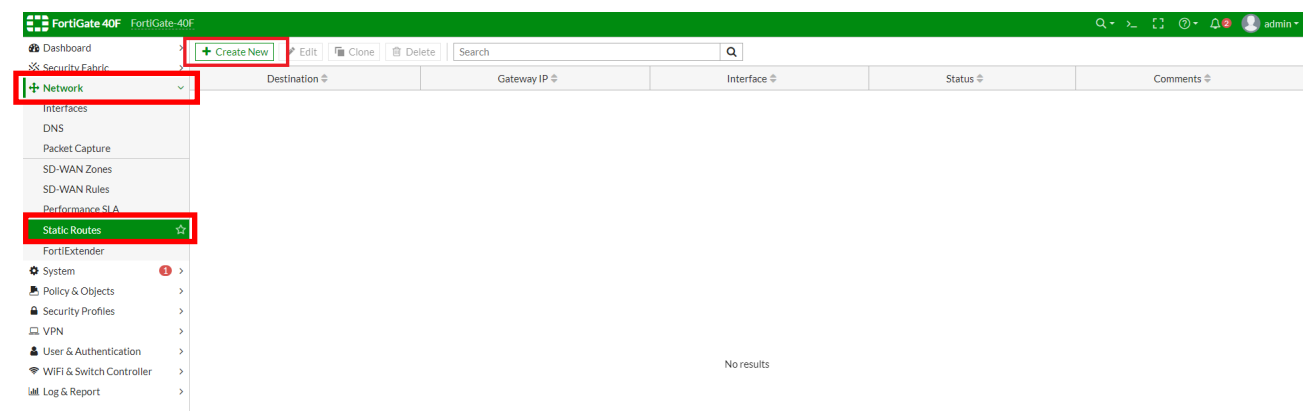 FortiGate 40F FortiGate-40F
2 admin
Dashboard
Security Fabric
Network
Interfaces
DNS
Packet Capture
SD-WAN Zones
SD-WAN Rules
Performance SLA
Static Routes
FortiExtender
System 1
Policy & Objects
Security Profiles
VPN
User & Authentication
WiFi & Switch Controller
Log & Report
+ Create New Edit Clone Delete Search
Destination Gateway IP Interface Status Comments
No results